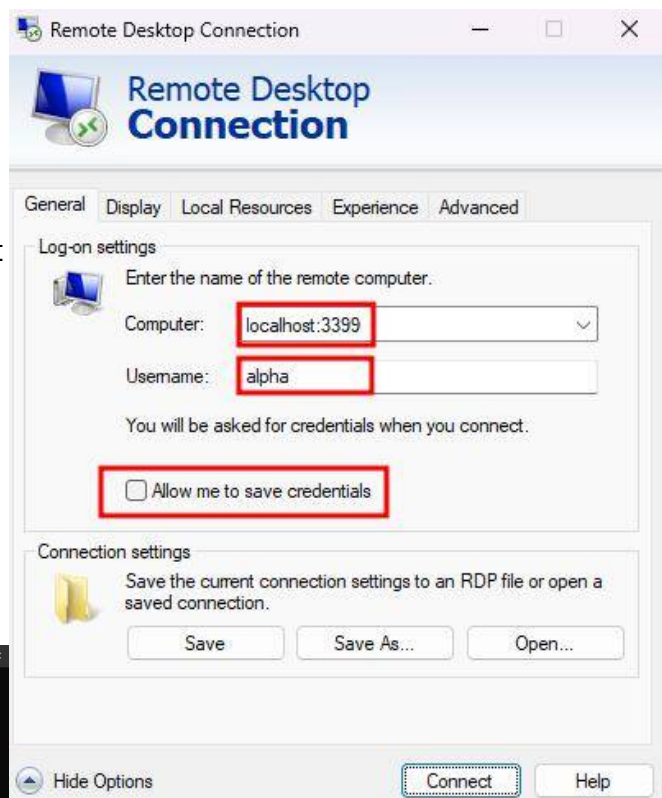 Remote Desktop Connection
Remote Desktop
Connection
General Display Local Resources Experience Advanced
Log-on settings
Enter the name of the remote computer.
Computer: localhost:3399
Username: alpha
You will be asked for credentials when you connect.
Allow me to save credentials
Connection settings
Save the current connection settings to an RDP file or open a
saved connection.
Save Save As... Open...
Hide Options Connect Help